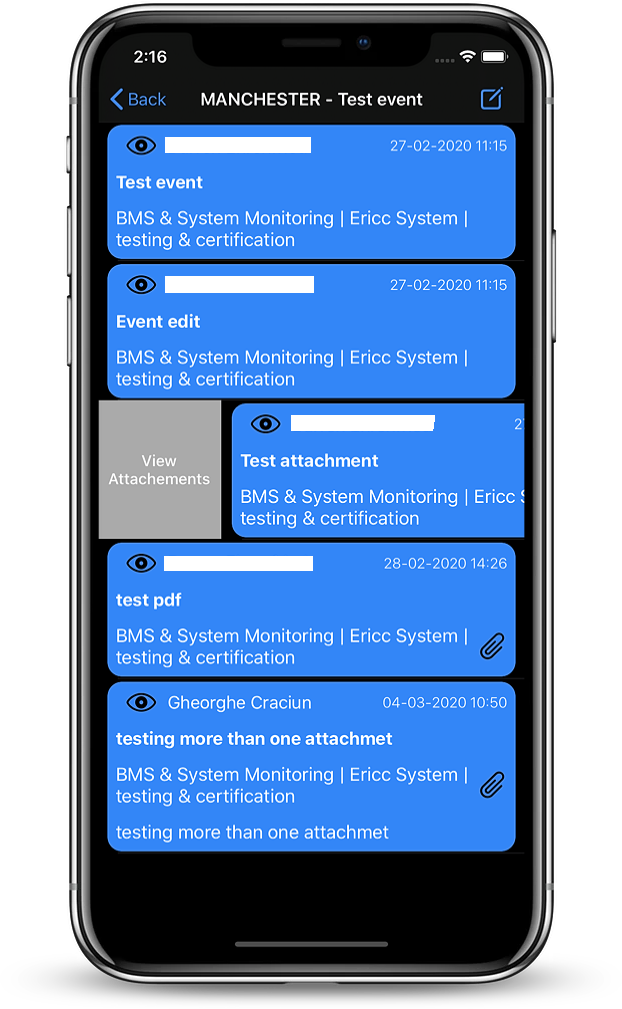 2:16
Back
MANCHESTER - Test event
27-02-2020 11:15
Test event
BMS & System Monitoring | Ericc System |
testing & certification
27-02-2020 11:15
Event edit
BMS & System Monitoring | Ericc System |
testing & certification
View
Attachements
Test attachment
BMS & System Monitoring | Ericc
testing & certification
28-02-2020 14:26
test pdf
BMS & System Monitoring | Ericc System |
testing & certification
Gheorghe Craciun
04-03-2020 10:50
testing more than one attachmet
BMS & System Monitoring | Ericc System |
testing & certification
testing more than one attachmet